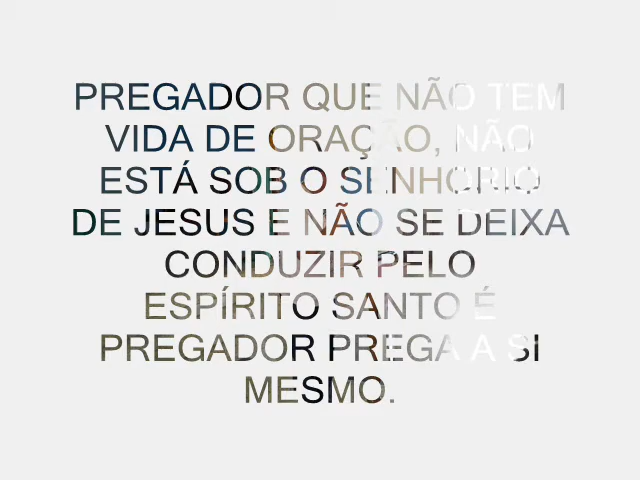 PREGADOR QUE NÃO TEM
VIDA DE ORAÇÃO, NÃO
ESTÁ SOB O SENHORIO
DE JESUS E NÃO SE DEIXA
CONDUZIR PELO
ESPÍRITO SANTO É
PREGADOR PREGA A SI
MESMO.